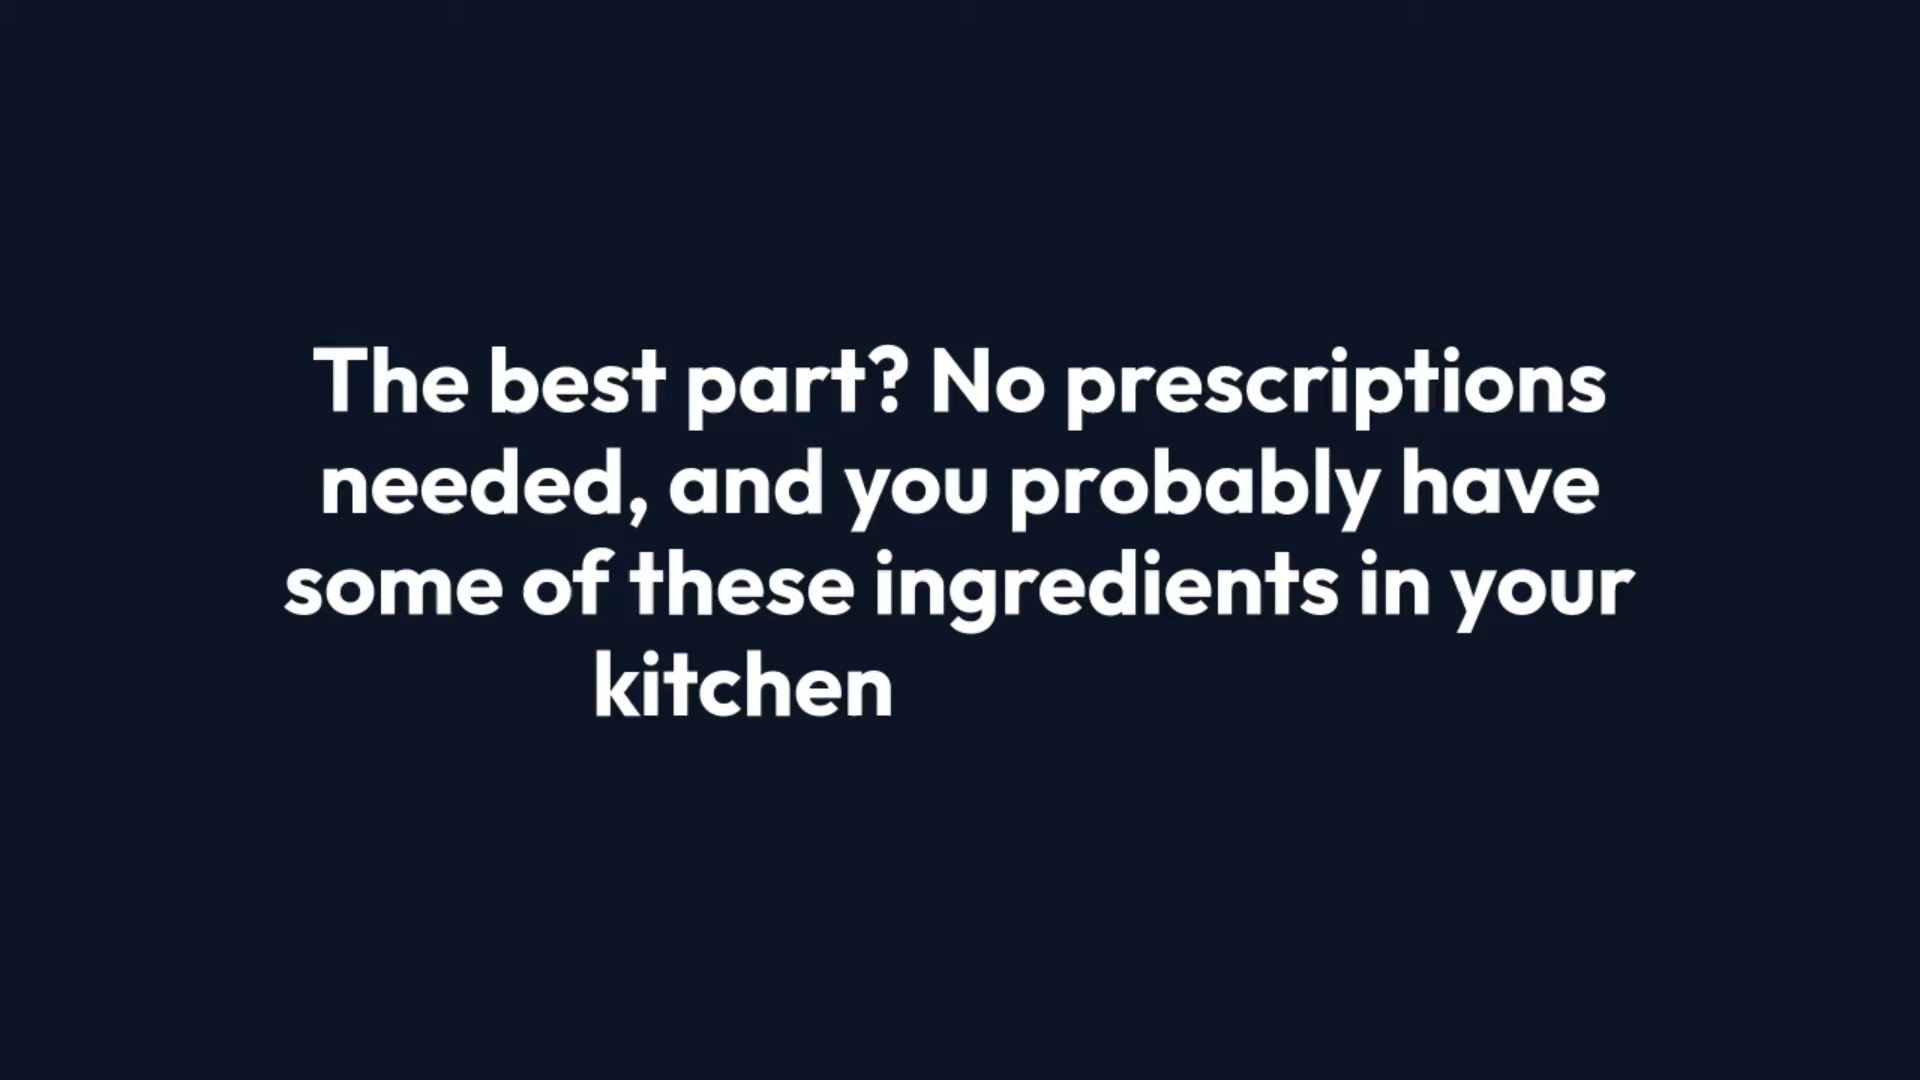 The best part? No prescriptions
needed, and you probably have
some of these ingredients in your
kitchen